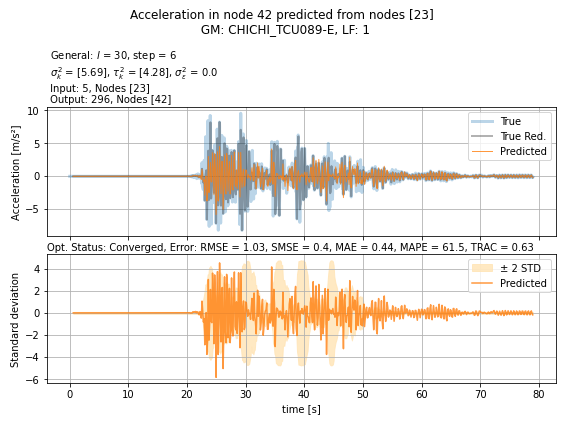 Acceleration in node 42 predicted from nodes [23]
GM: CHICHI_TCU089-E, LF: 1
General: l = 30, step = 6
σ²ₖ = [5.69], τ²ₖ = [4.28], σ²ε = 0.0
Input: 5, Nodes [23]
Output: 296, Nodes [42]
Acceleration [m/s²]
10
5
0
−5
True
True Red.
Predicted
Opt. Status: Converged, Error: RMSE = 1.03, SMSE = 0.4, MAE = 0.44, MAPE = 61.5, TRAC = 0.63
Standard deviation
4
2
0
−2
−4
−6
± 2 STD
Predicted
0 10 20 30 40 50 60 70 80
time [s]